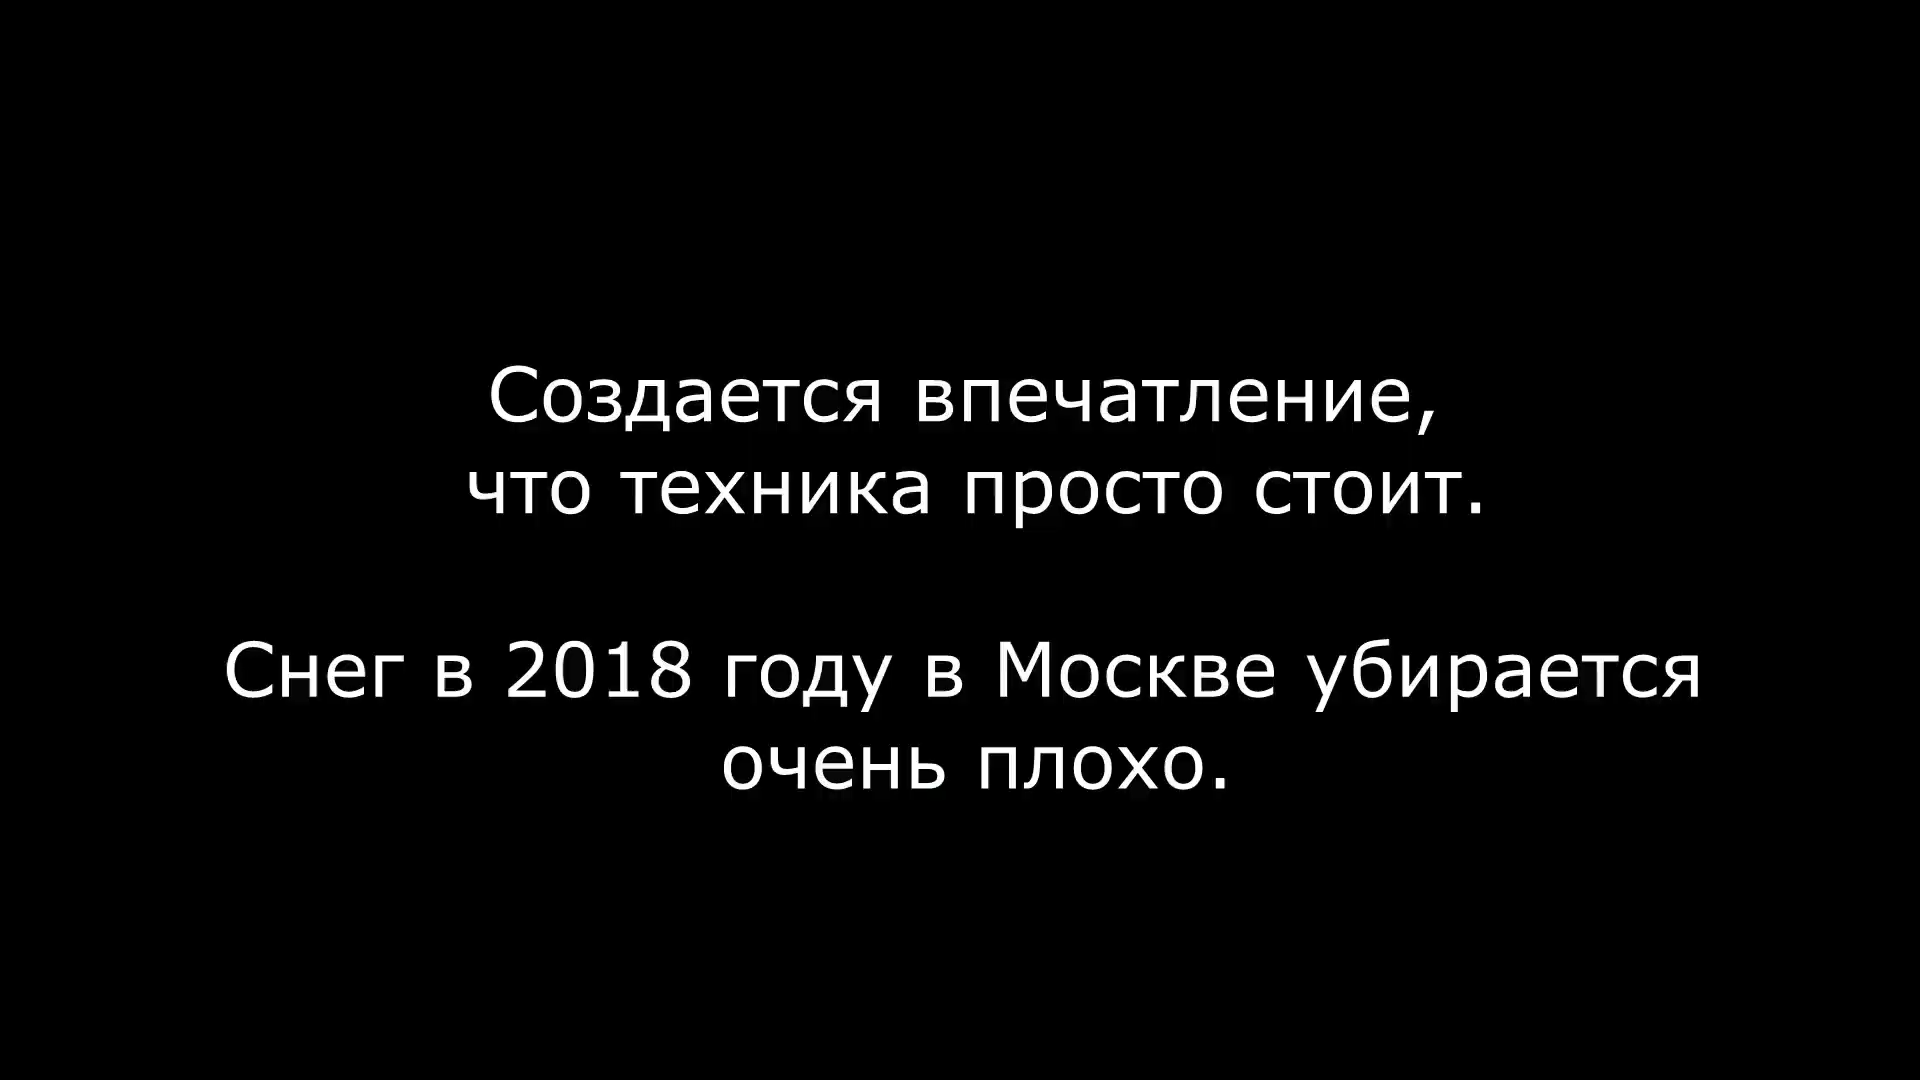 Создается впечатление,
что техника просто стоит.
Снег в 2018 году в Москве убирается
очень плохо.